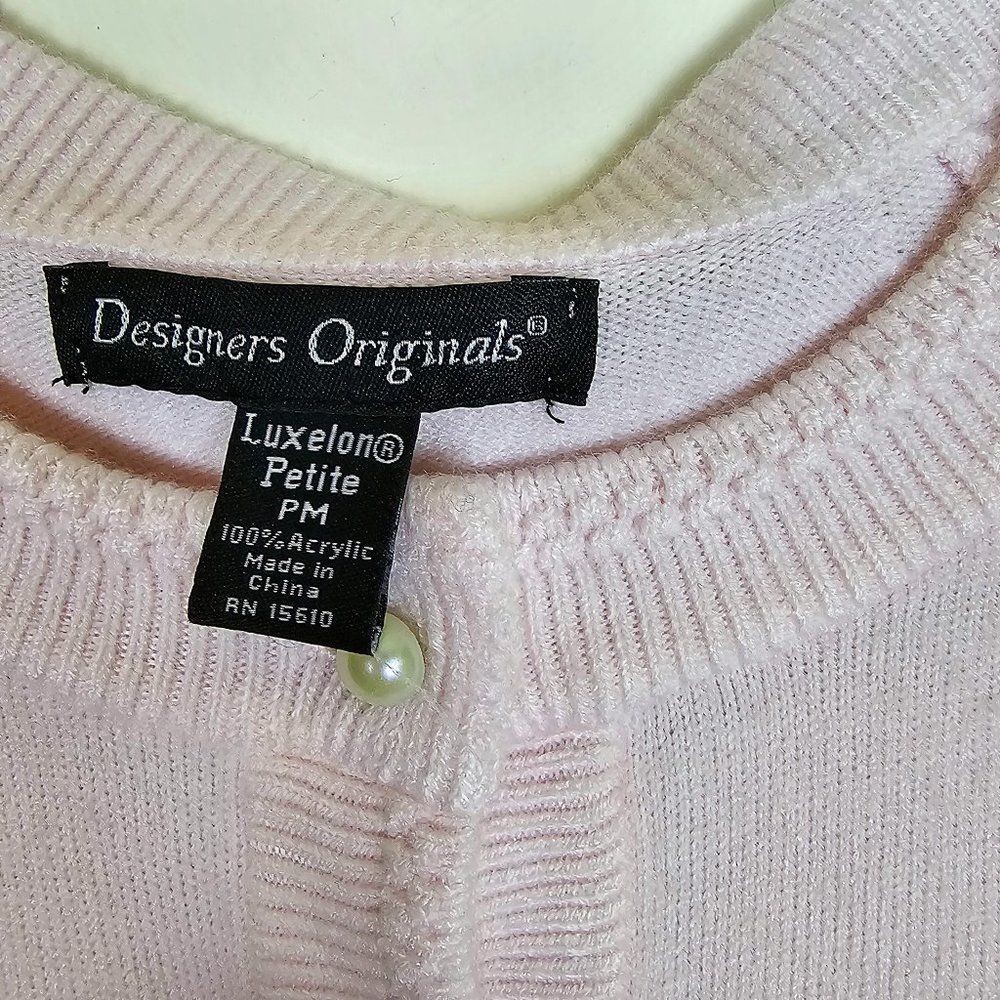 Designers Originals®
Luxelon®
Petite
PM
100% Acrylic
Made in
China
RN 15610